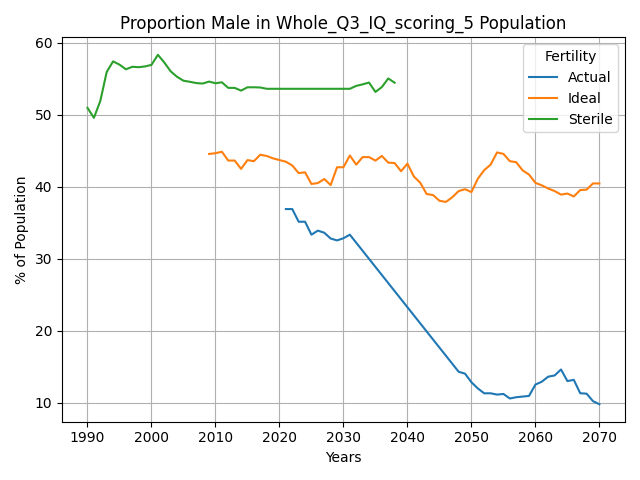 Proportion Male in Whole_Q3_IQ_scoring_5 Population
% of Population
60
50
40
30
20
10
Fertility
Actual
Ideal
Sterile
1990 2000 2010 2020 2030 2040 2050 2060 2070
Years